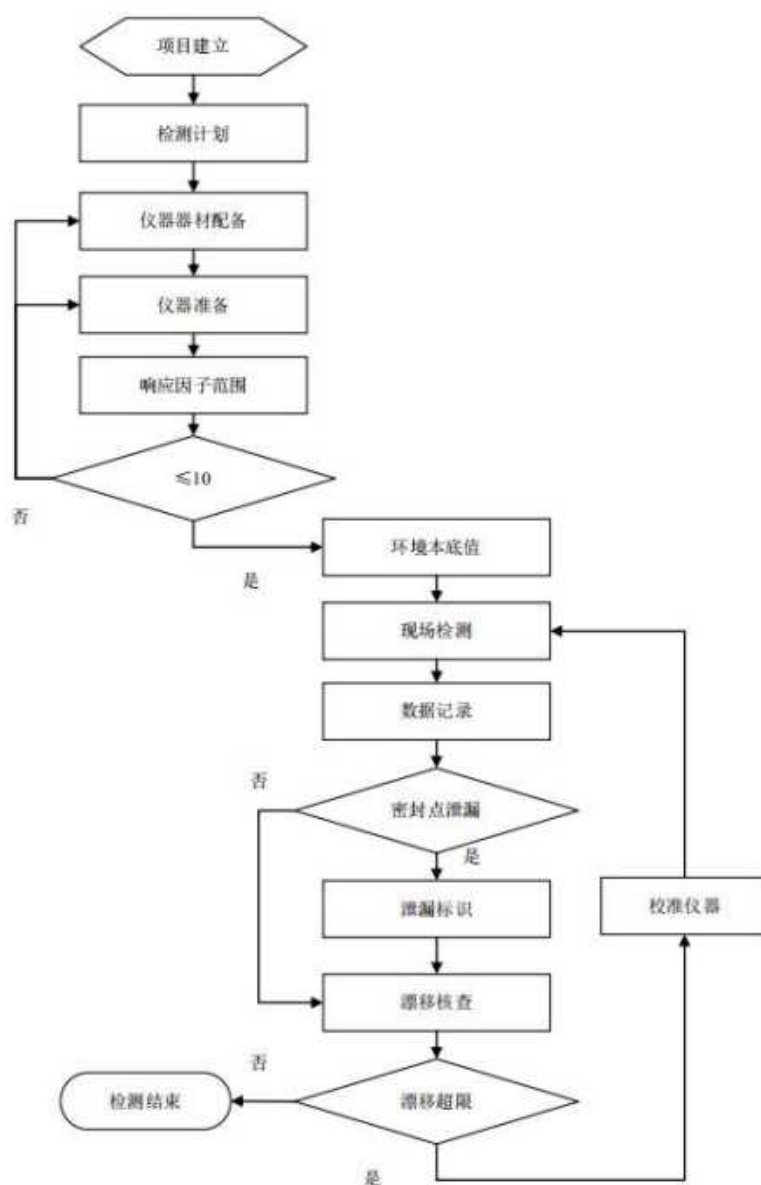 项目建立
检测计划
仪器器材配备
仪器准备
响应因子范围
≤10
否
环境本底值
是
现场检测
数据记录
否
密封点泄漏
是
泄漏标识
校准仪器
漂移核查
否
检测结束
漂移超限
是